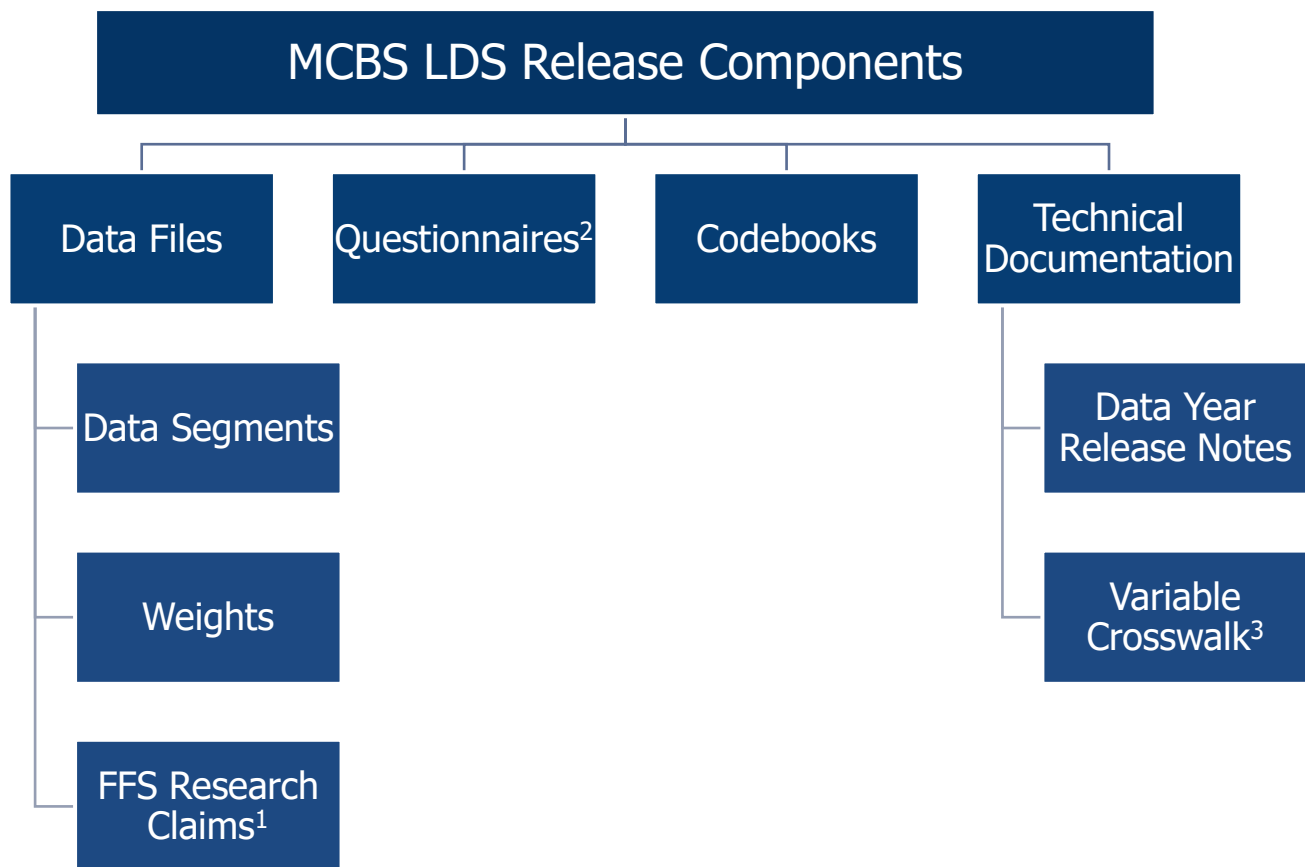 MCBS LDS Release Components
Data Files
Questionnaires²
Codebooks
Technical
Documentation
Data Segments
Weights
FFS Research
Claims¹
Data Year
Release Notes
Variable
Crosswalk³